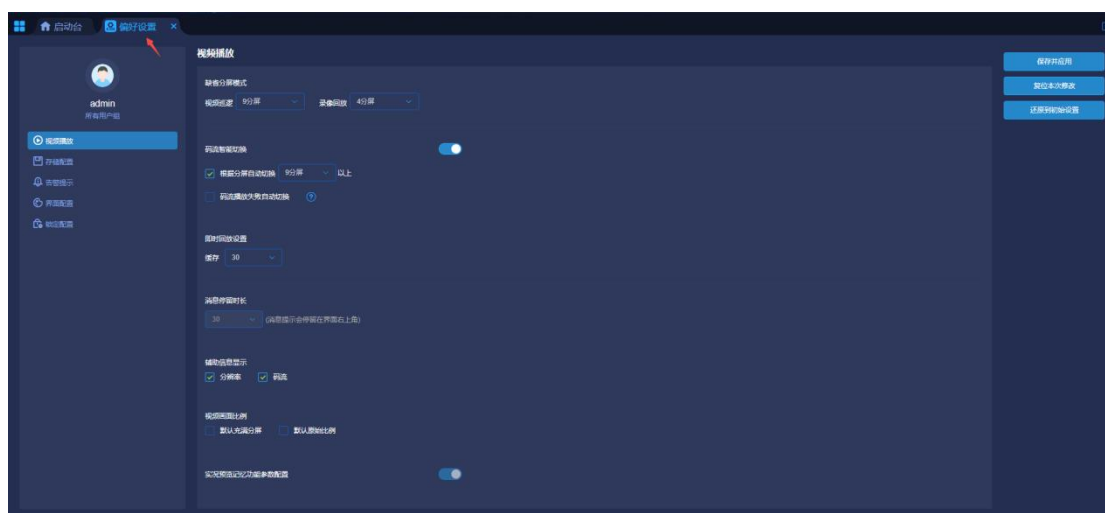 启动台 偏好设置 ×
admin
所有用户组
视频播放
存储配置
告警提示
界面配置
锁定配置
视频播放
缺省分屏模式
视频巡逻 9分屏 录像回放 4分屏
码流智能切换
根据分屏自动切换 9分屏 以上
码流播放失败自动切换 ?
即时回放设置
缓存 30
消息停留时长
30 (消息提示会停留在界面右上角)
辅助信息显示
分辨率 码流
视频画面比例
默认充满分屏 默认原始比例
实况预览记忆功能参数配置
保存并应用
复位本次修改
还原到初始设置